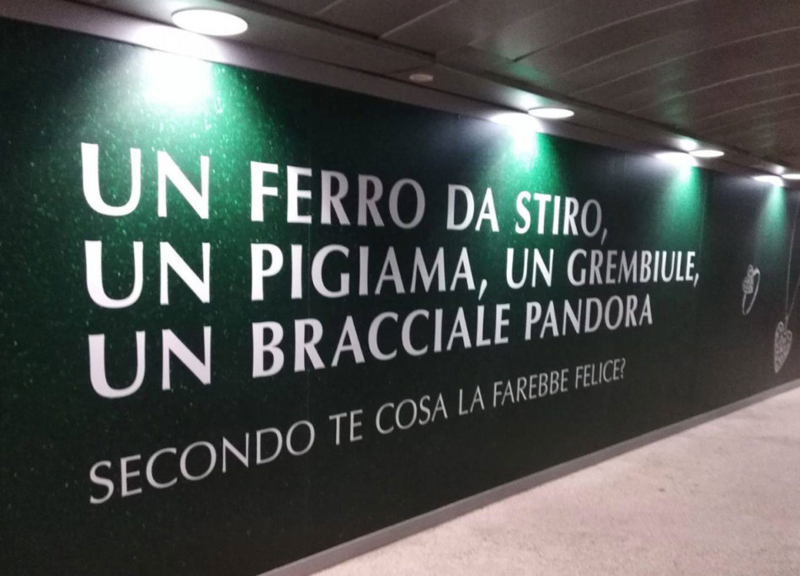 UN FERRO DA STIRO,
UN PIGIAMA, UN GREMBIULE,
UN BRACCIALE PANDORA
SECONDO TE COSA LA FAREBBE FELICE?